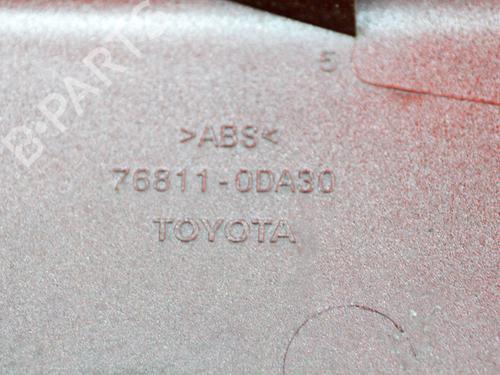 B-PARTS
5
>ABS<
76811-0DA30
TOYOTA